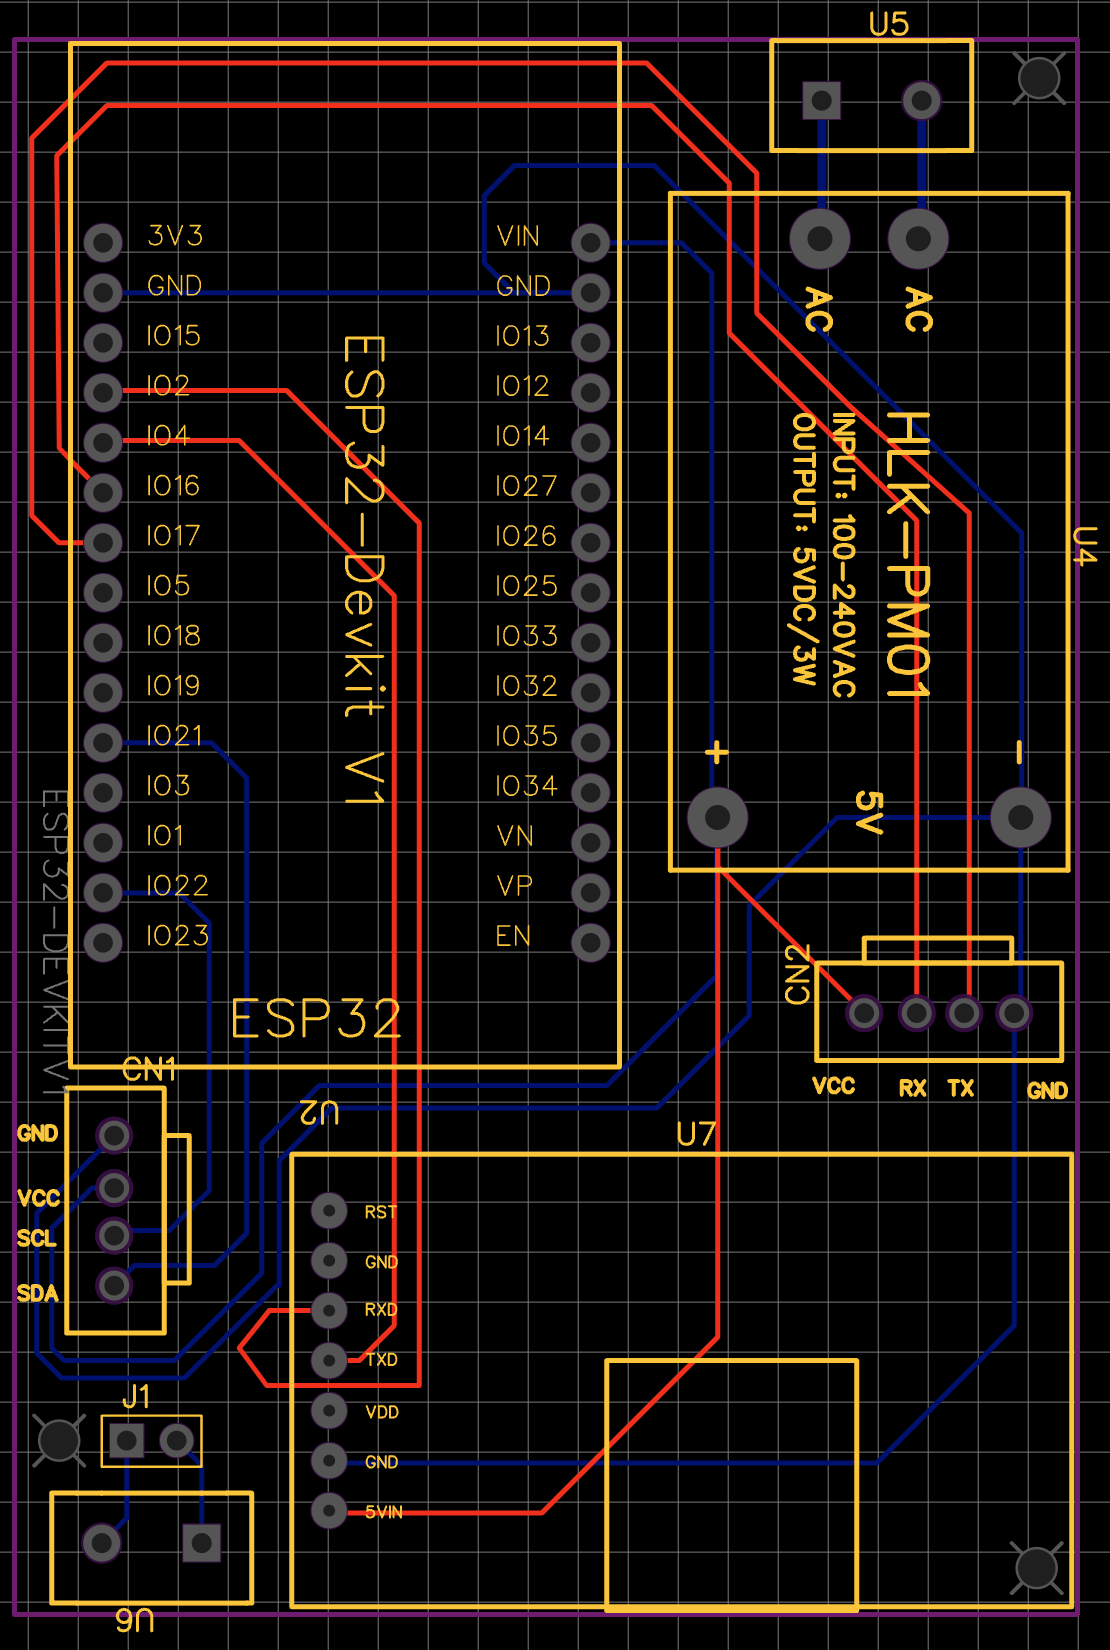 U5
3V3
GND
IO15
IO2
IO4
IO16
IO17
IO5
IO18
IO19
IO21
IO3
IO1
IO22
IO23
VIN
GND
IO13
IO12
IO14
IO27
IO26
IO25
IO33
IO32
IO35
IO34
VN
VP
EN
ESP32-Devkit V1
ESP32
ESP32-DEVKITV1
U2
AC
AC
HLK-PM01
INPUT: 100-240VAC
OUTPUT: 5VDC/3W
U4
+
-
5V
CN2
VCC
RX
TX
GND
CN1
GND
VCC
SCL
SDA
U7
RST
GND
RXD
TXD
VDD
GND
5VIN
J1
U6